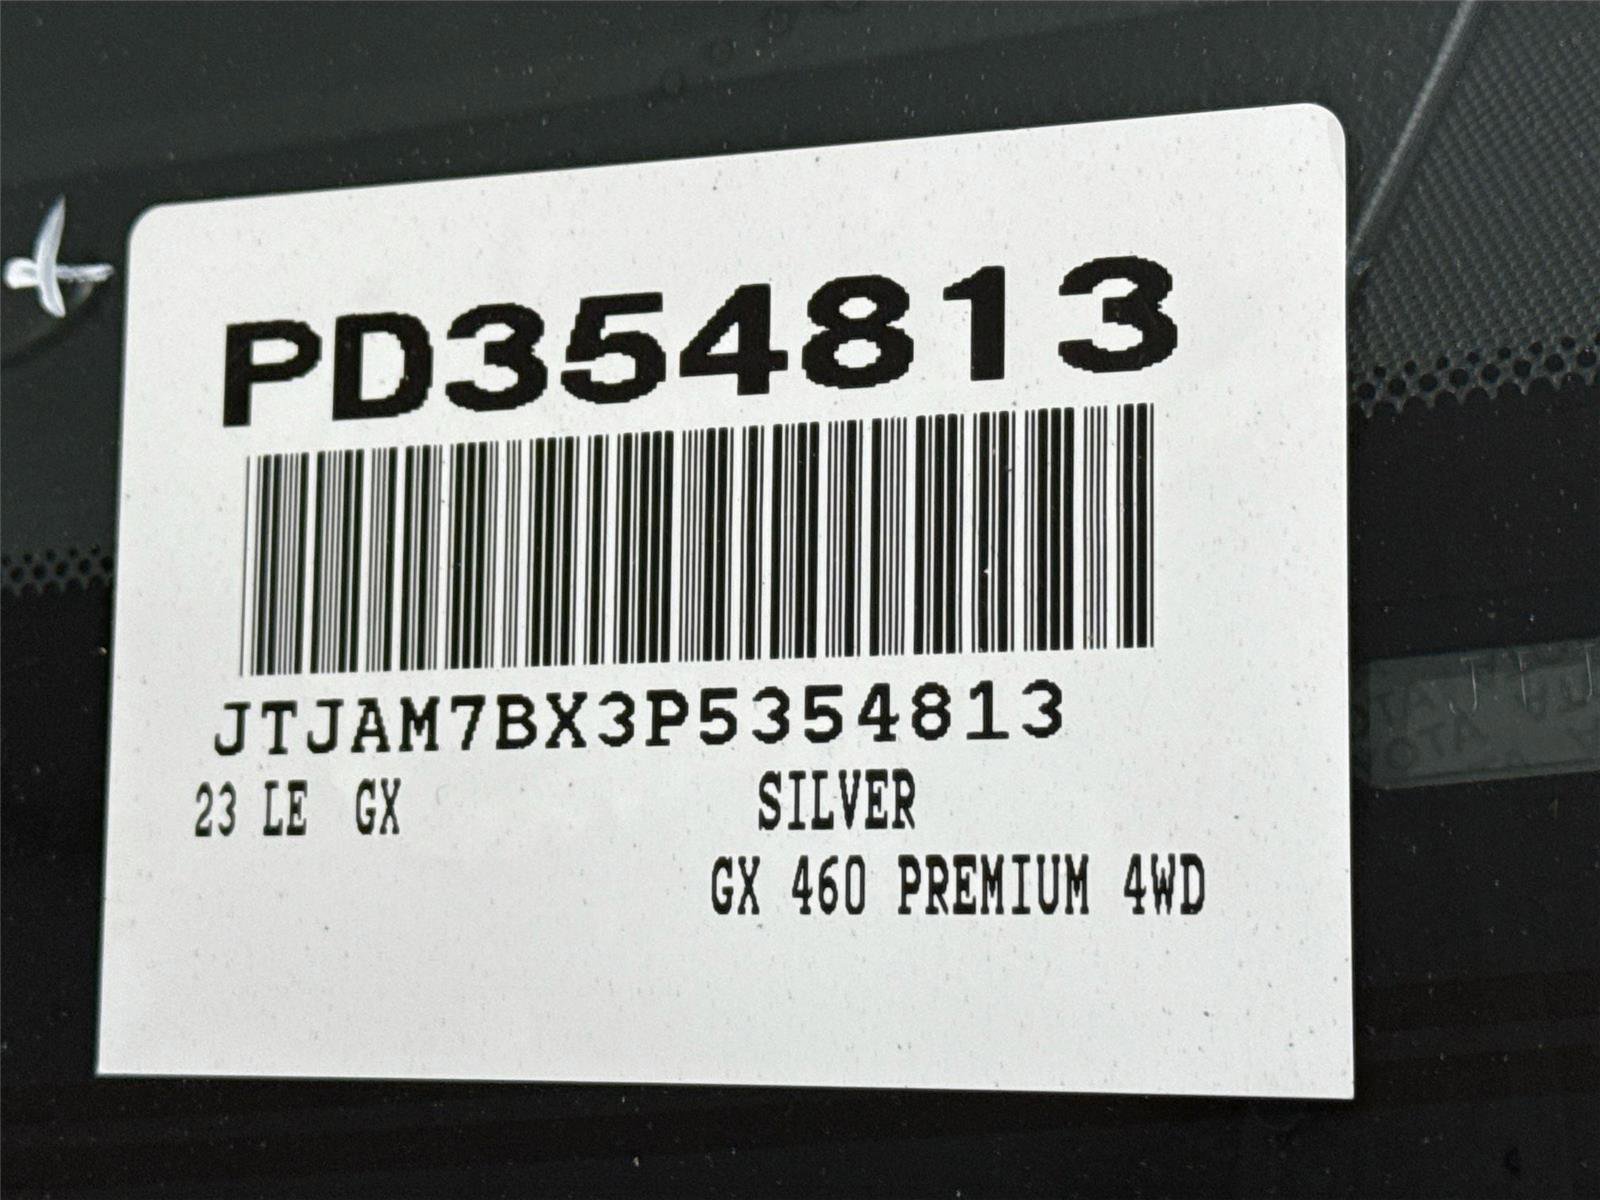 PD354813
JTJAM7BX3P5354813
23 LE GX SILVER
GX 460 PREMIUM 4WD